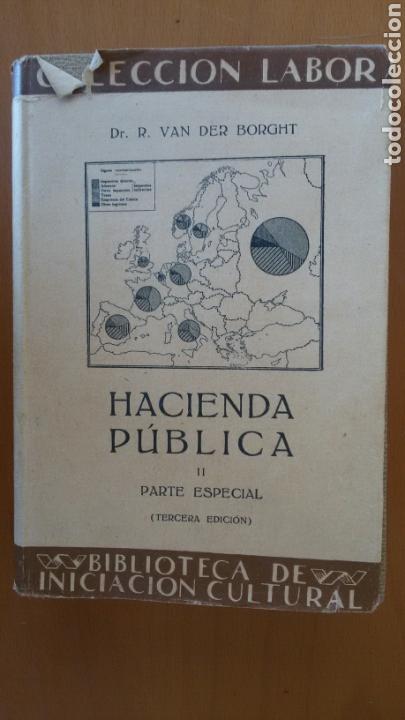 COLECCION LABOR
Dr. R. VAN DER BORGHT
HACIENDA
PÚBLICA
II
PARTE ESPECIAL
(TERCERA EDICIÓN)
BIBLIOTECA DE
INICIACION CULTURAL
todocoleccion